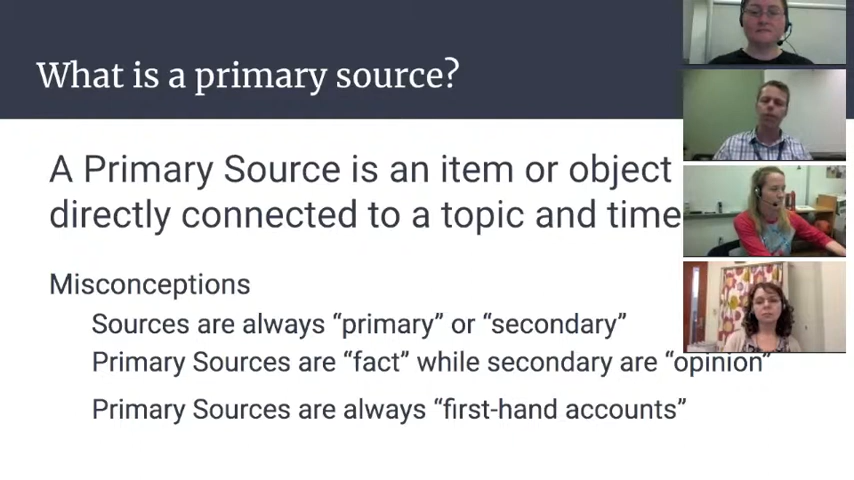 What is a primary source?
A Primary Source is an item or object
directly connected to a topic and time
Misconceptions
Sources are always “primary” or “secondary”
Primary Sources are “fact” while secondary are “opinion”
Primary Sources are always “first-hand accounts”